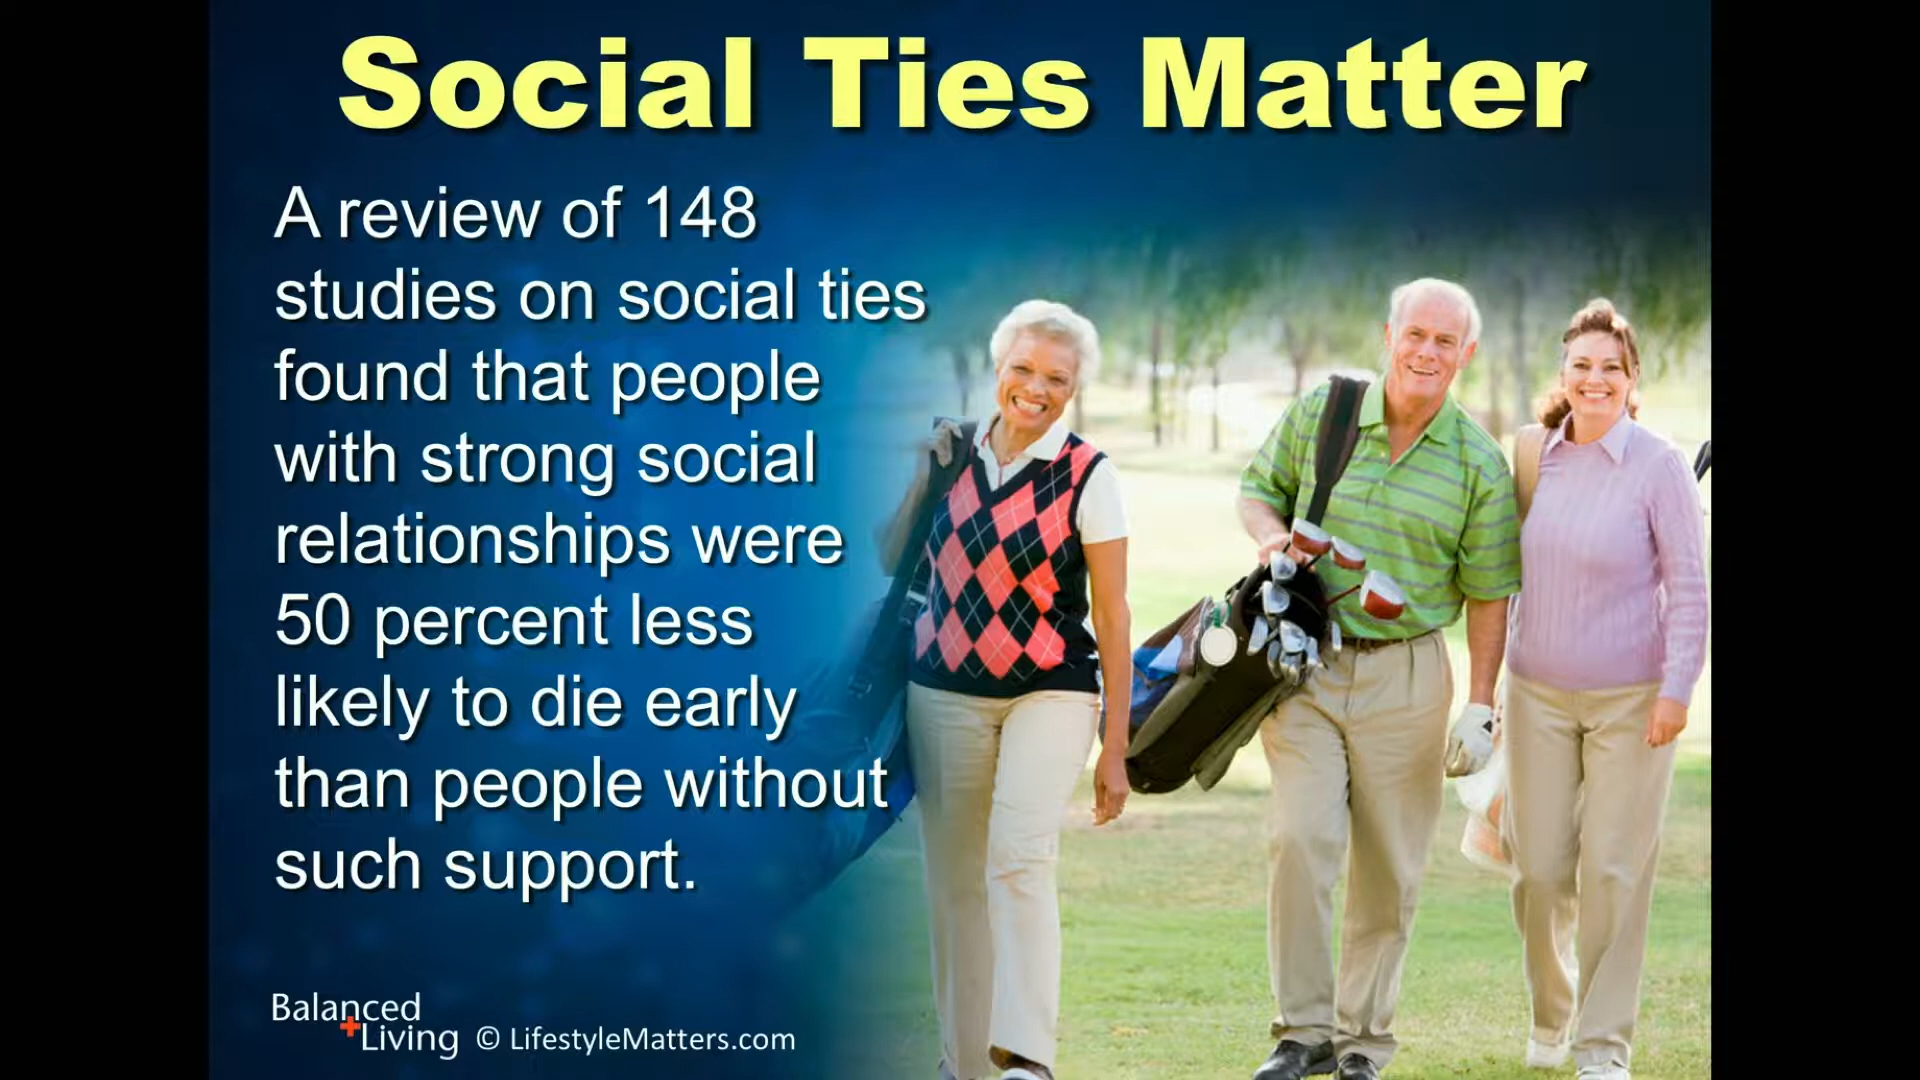 Social Ties Matter
A review of 148
studies on social ties
found that people
with strong social
relationships were
50 percent less
likely to die early
than people without
such support.
Balanced
Living © LifestyleMatters.com